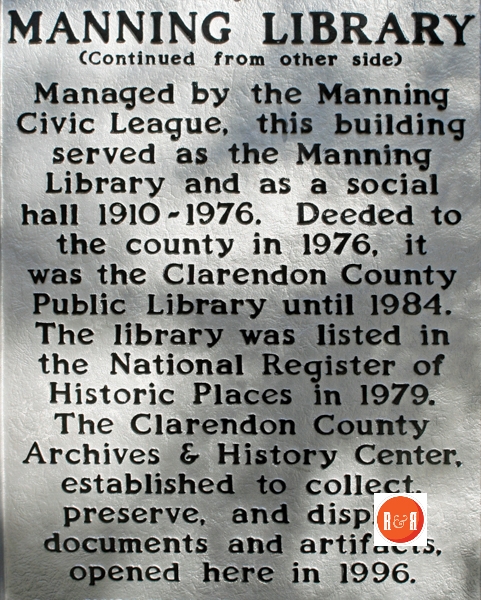 MANNING LIBRARY
(Continued from other side)
Managed by the Manning
Civic League, this building
served as the Manning
Library and as a social
hall 1910-1976. Deeded to
the county in 1976, it
was the Clarendon County
Public Library until 1984.
The library was listed in
the National Register of
Historic Places in 1979.
The Clarendon County
Archives & History Center,
established to collect,
preserve, and
R&R
documents and artifacts,
opened here in 1996.